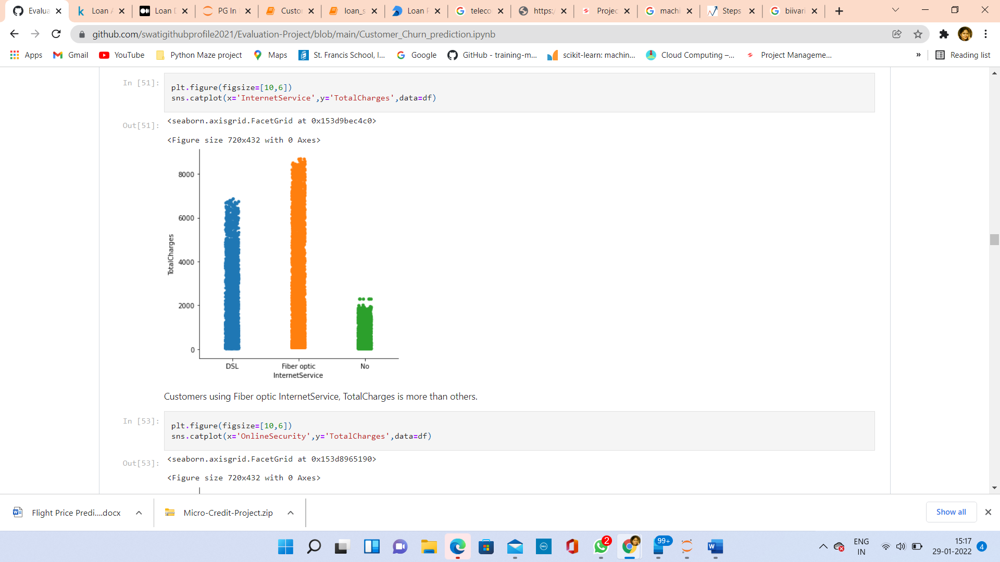 Evalua
Loan A
Loan D
PG In
Custo
loan_s
Loan P
teleco
https:/
Projec
machi
Steps
biivari
github.com/swatigithubprofile2021/Evaluation-Project/blob/main/Customer_Churn_prediction.ipynb
Apps
Gmail
YouTube
Python Maze project
Maps
St. Francis School, I...
Google
GitHub - training-m...
scikit-learn: machin...
Cloud Computing –...
Project Manageme...
»
Reading list
In [51]:
plt.figure(figsize=[10,6])
sns.catplot(x='InternetService',y='TotalCharges',data=df)
Out[51]:
<seaborn.axisgrid.FacetGrid at 0x153d9bec4c0>
<Figure size 720x432 with 0 Axes>
8000
6000
4000
2000
0
TotalCharges
DSL
Fiber optic
No
InternetService
Customers using Fiber optic InternetService, TotalCharges is more than others.
In [53]:
plt.figure(figsize=[10,6])
sns.catplot(x='OnlineSecurity',y='TotalCharges',data=df)
Out[53]:
<seaborn.axisgrid.FacetGrid at 0x153d8965190>
<Figure size 720x432 with 0 Axes>
Flight Price Predi....docx
Micro-Credit-Project.zip
Show all
2
99+
ENG
IN
15:17
29-01-2022
4